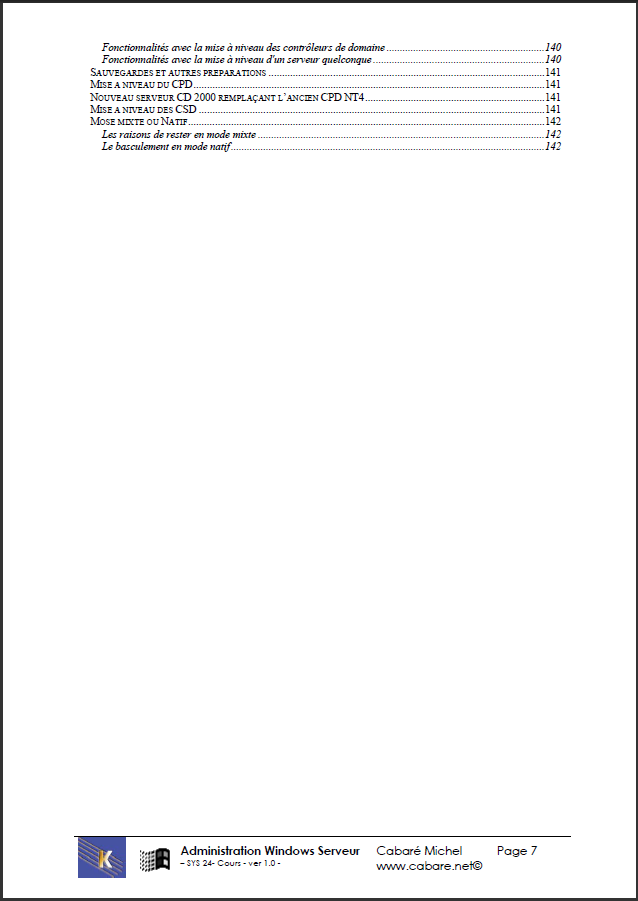 Fonctionnalités avec la mise à niveau des contrôleurs de domaine ........................................................ 140
Fonctionnalités avec la mise à niveau d'un serveur quelconque ............................................................. 140
SAUVEGARDES ET AUTRES PREPARATIONS ................................................................................................ 141
MISE A NIVEAU DU CPD ........................................................................................................................... 141
NOUVEAU SERVEUR CD 2000 REMPLAÇANT L'ANCIEN CPD NT4 ............................................................... 141
MISE A NIVEAU DES CSD ......................................................................................................................... 141
MOSE MIXTE OU NATIF ............................................................................................................................ 142
Les raisons de rester en mode mixte ..................................................................................................... 142
Le basculement en mode natif .............................................................................................................. 142
K
Administration Windows Serveur Cabaré Michel Page 7
– SYS 24- Cours - ver 1.0 - www.cabare.net©